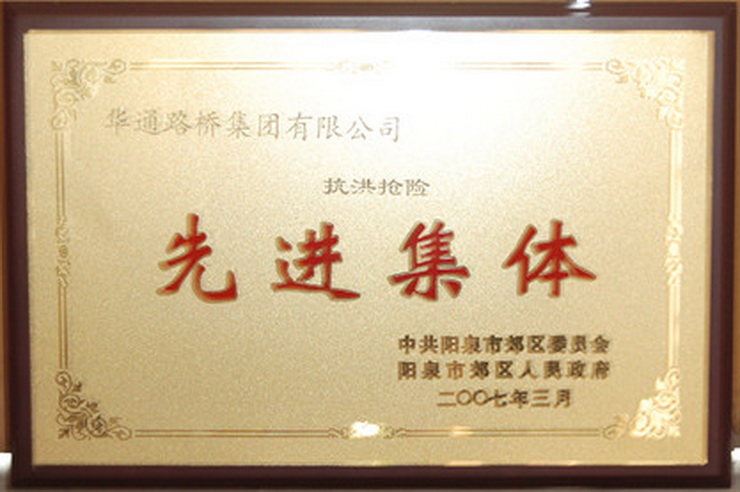 华通路桥集团有限公司
抗洪抢险
先进集体
中共阳泉市郊区委员会
阳泉市郊区人民政府
二〇〇七年三月